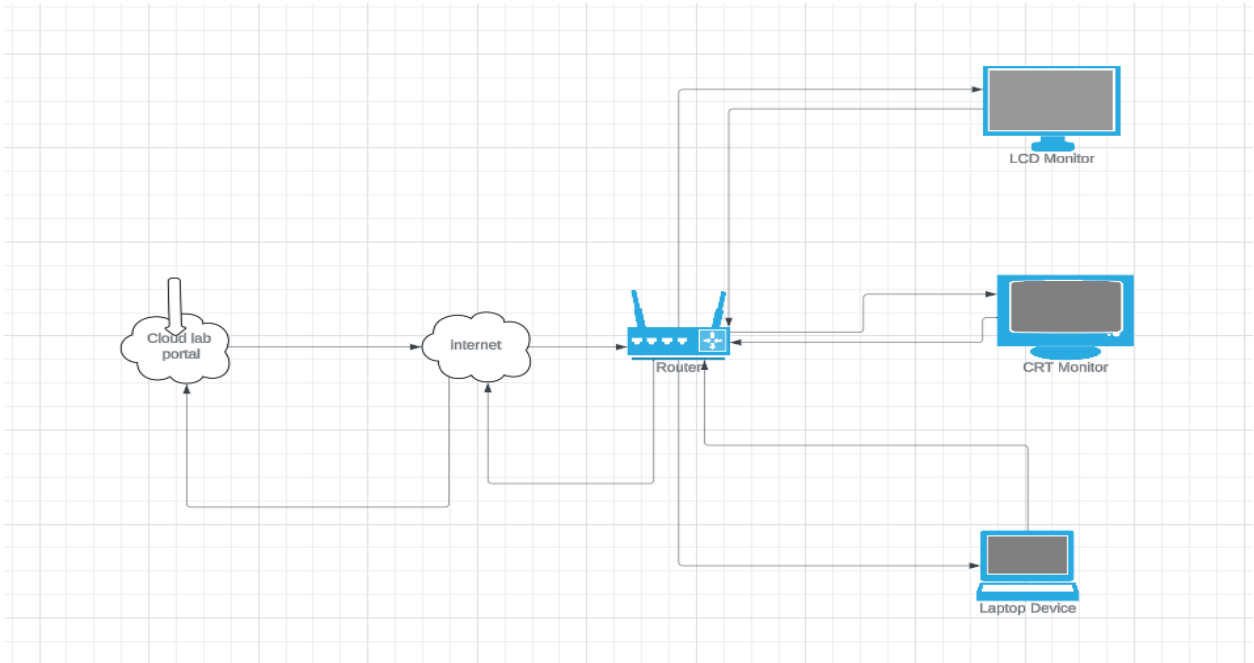 LCD Monitor
Cloud lab
portal
internet
Router
CRT Monitor
Laptop Device